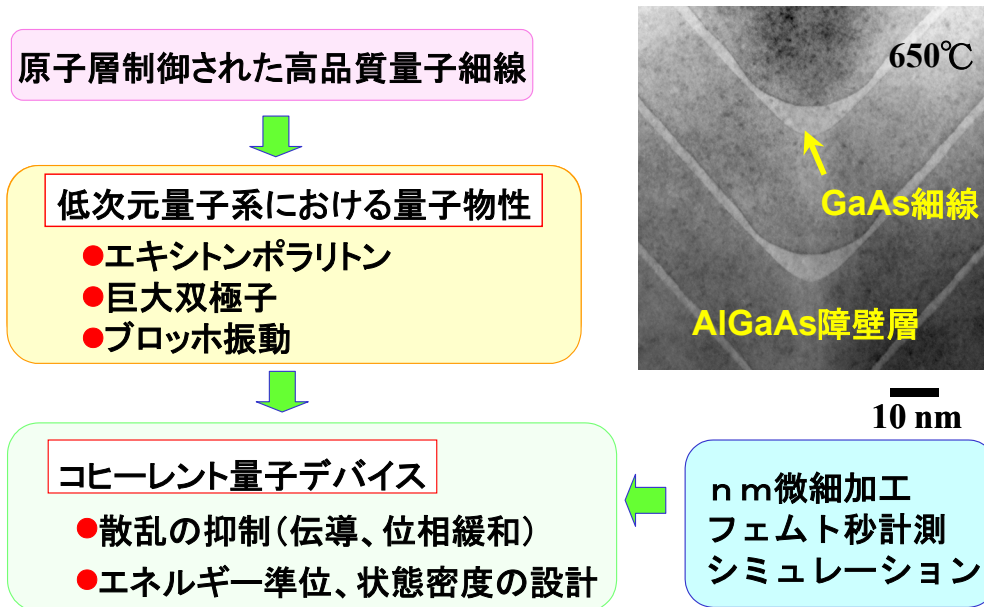 原子層制御された高品質量子細線
低次元量子系における量子物性
●エキシトンポラリトン
●巨大双極子
●ブロッホ振動
コヒーレント量子デバイス
●散乱の抑制(伝導、位相緩和)
●エネルギー準位、状態密度の設計
650℃
GaAs細線
AlGaAs障壁層
10 nm
nm微細加工
フェムト秒計測
シミュレーション